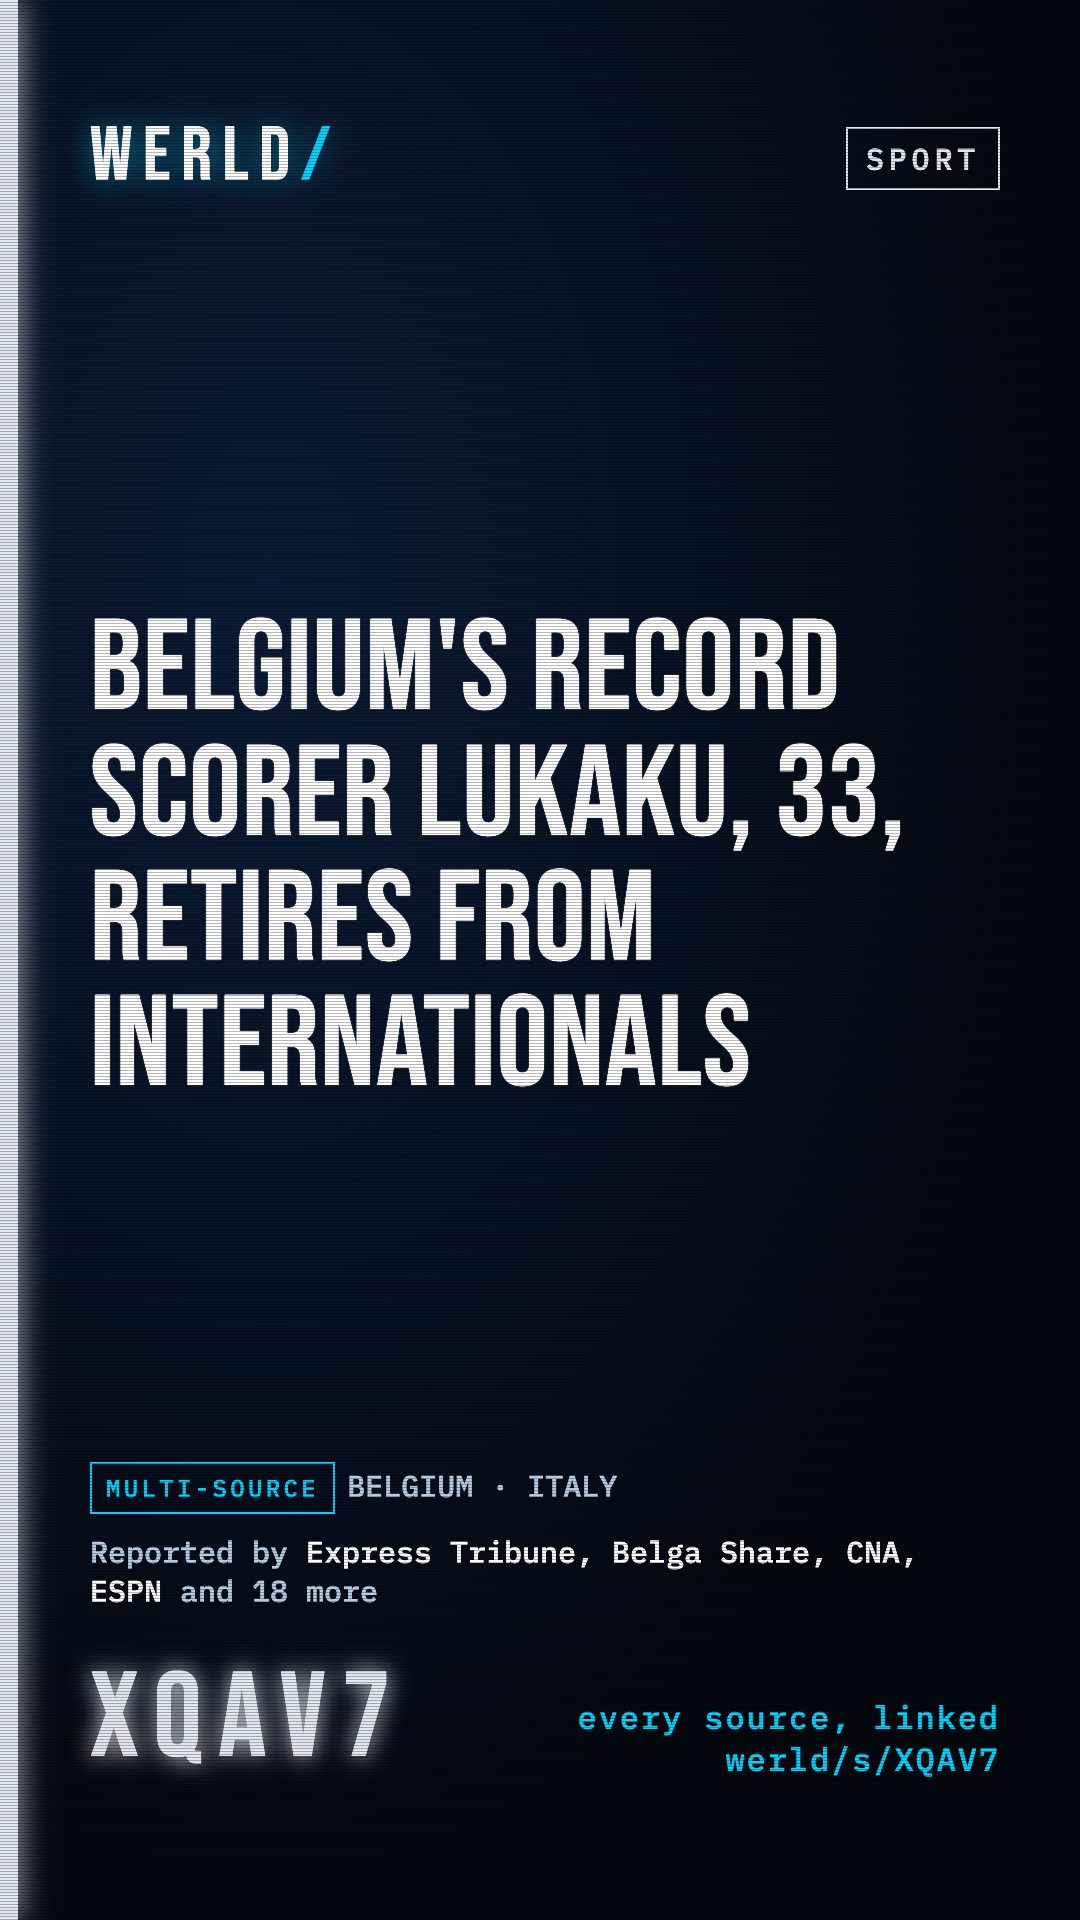 WERLD/
SPORT
BELGIUM'S RECORD
SCORER LUKAKU, 33,
RETIRES FROM
INTERNATIONALS
MULTI-SOURCE BELGIUM · ITALY
Reported by Express Tribune, Belga Share, CNA,
ESPN and 18 more
XQAV7
every source, linked
werld/s/XQAV7